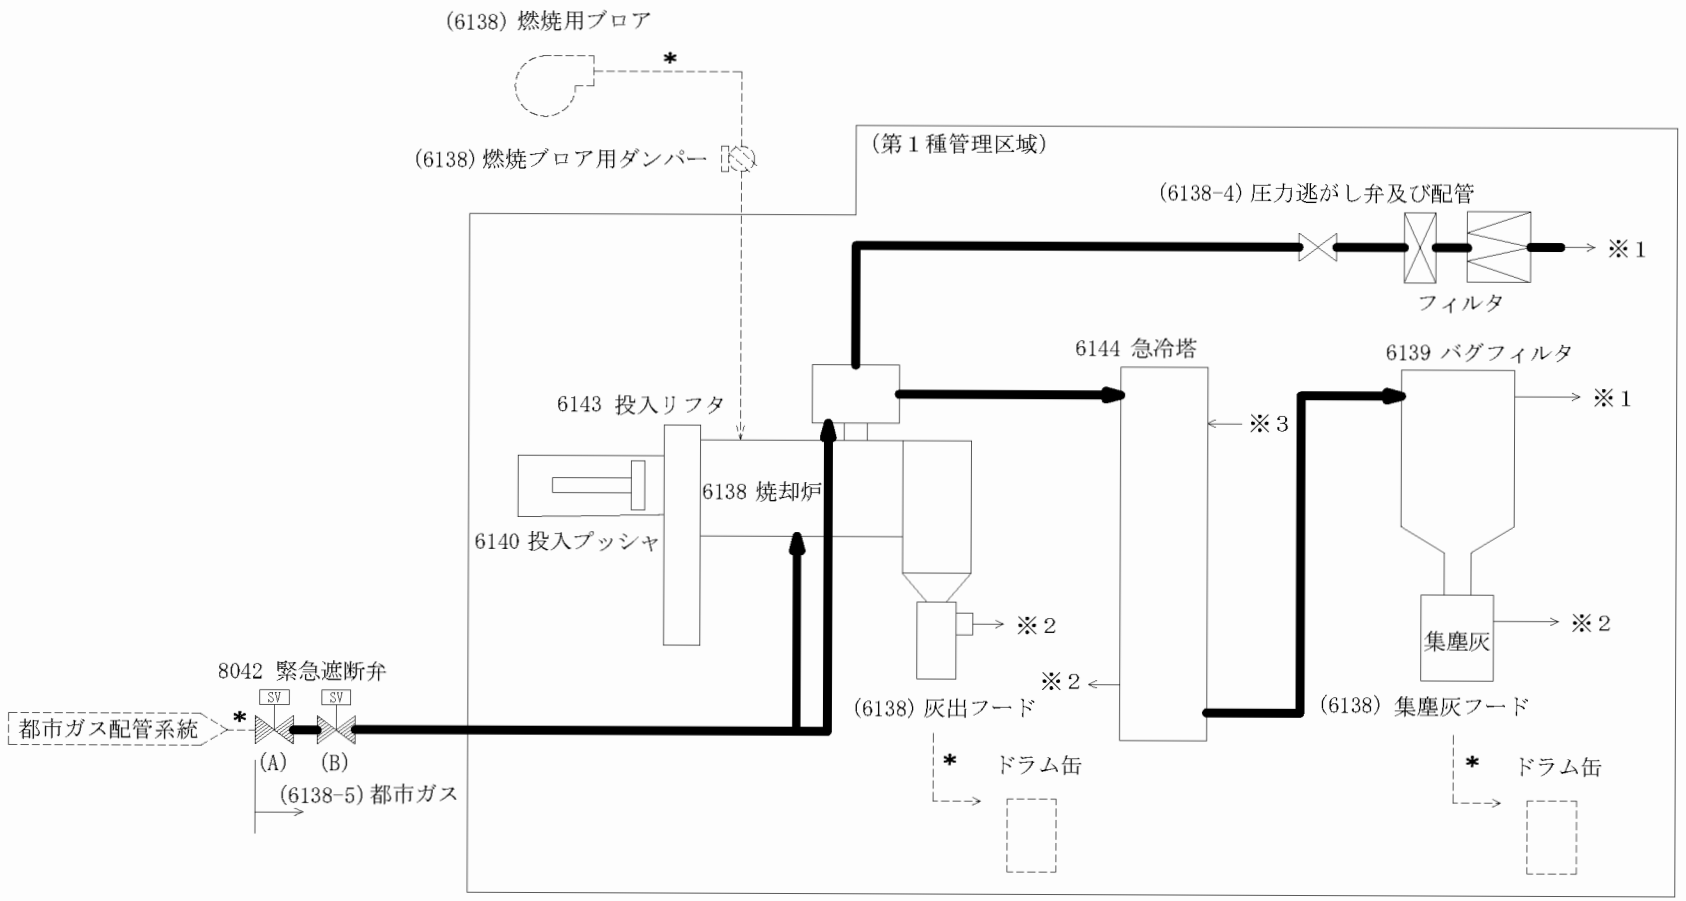 (6138) 燃焼用ブロア
*
(6138) 燃焼ブロア用ダンパー
(第１種管理区域)
(6138-4) 圧力逃がし弁及び配管
※１
フィルタ
6144 急冷塔
6139 バグフィルタ
※１
6143 投入リフタ
※３
6138 焼却炉
6140 投入プッシャ
※２
※２
集塵灰
8042 緊急遮断弁
SV
SV
※２
(6138) 灰出フード
(6138) 集塵灰フード
都市ガス配管系統
*
(A)
(B)
*
ドラム缶
*
ドラム缶
(6138-5) 都市ガス